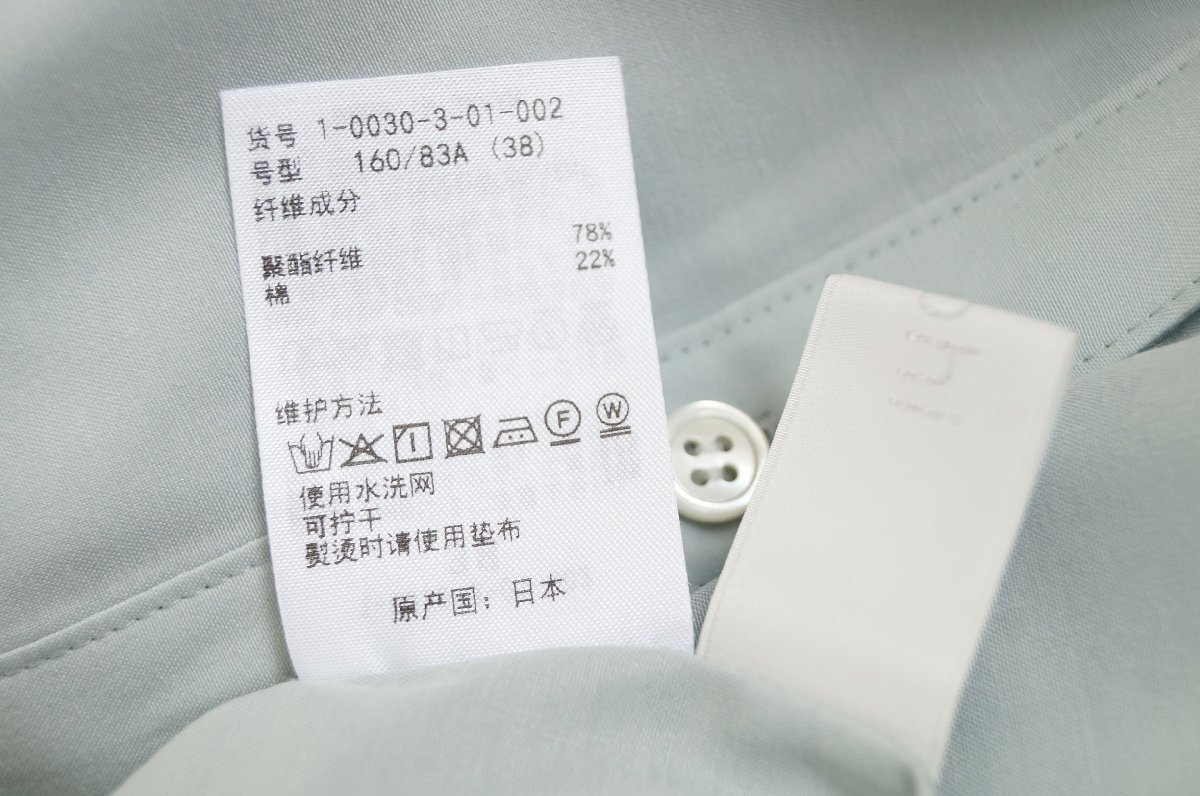 货号 1-0030-3-01-002
号型 160/83A (38)
纤维成分
聚酯纤维 78%
棉 22%
维护方法
F W
使用水洗网
可拧干
熨烫时请使用垫布
原产国：日本